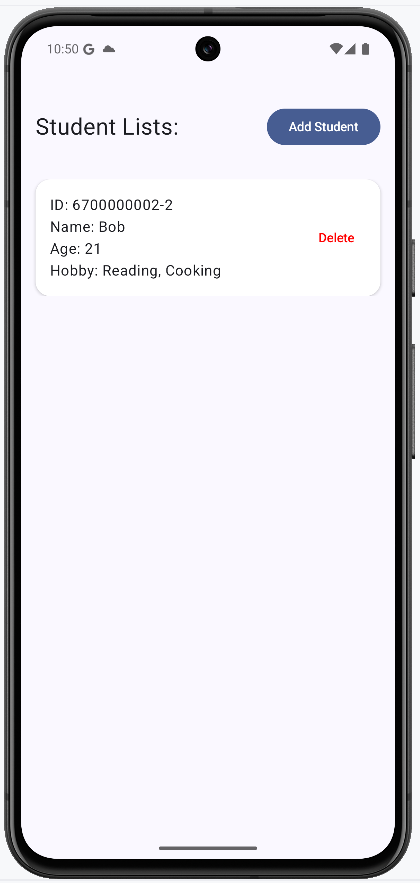 10:50 G
Student Lists:
Add Student
ID: 6700000002-2
Name: Bob
Age: 21
Hobby: Reading, Cooking
Delete